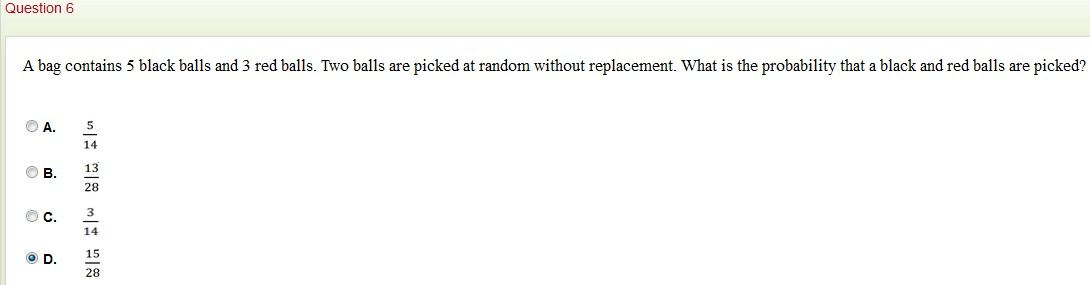 Question 6
A bag contains 5 black balls and 3 red balls. Two balls are picked at random without replacement. What is the probability that a black and red balls are picked?
A. 5/14
B. 13/28
C. 3/14
D. 15/28